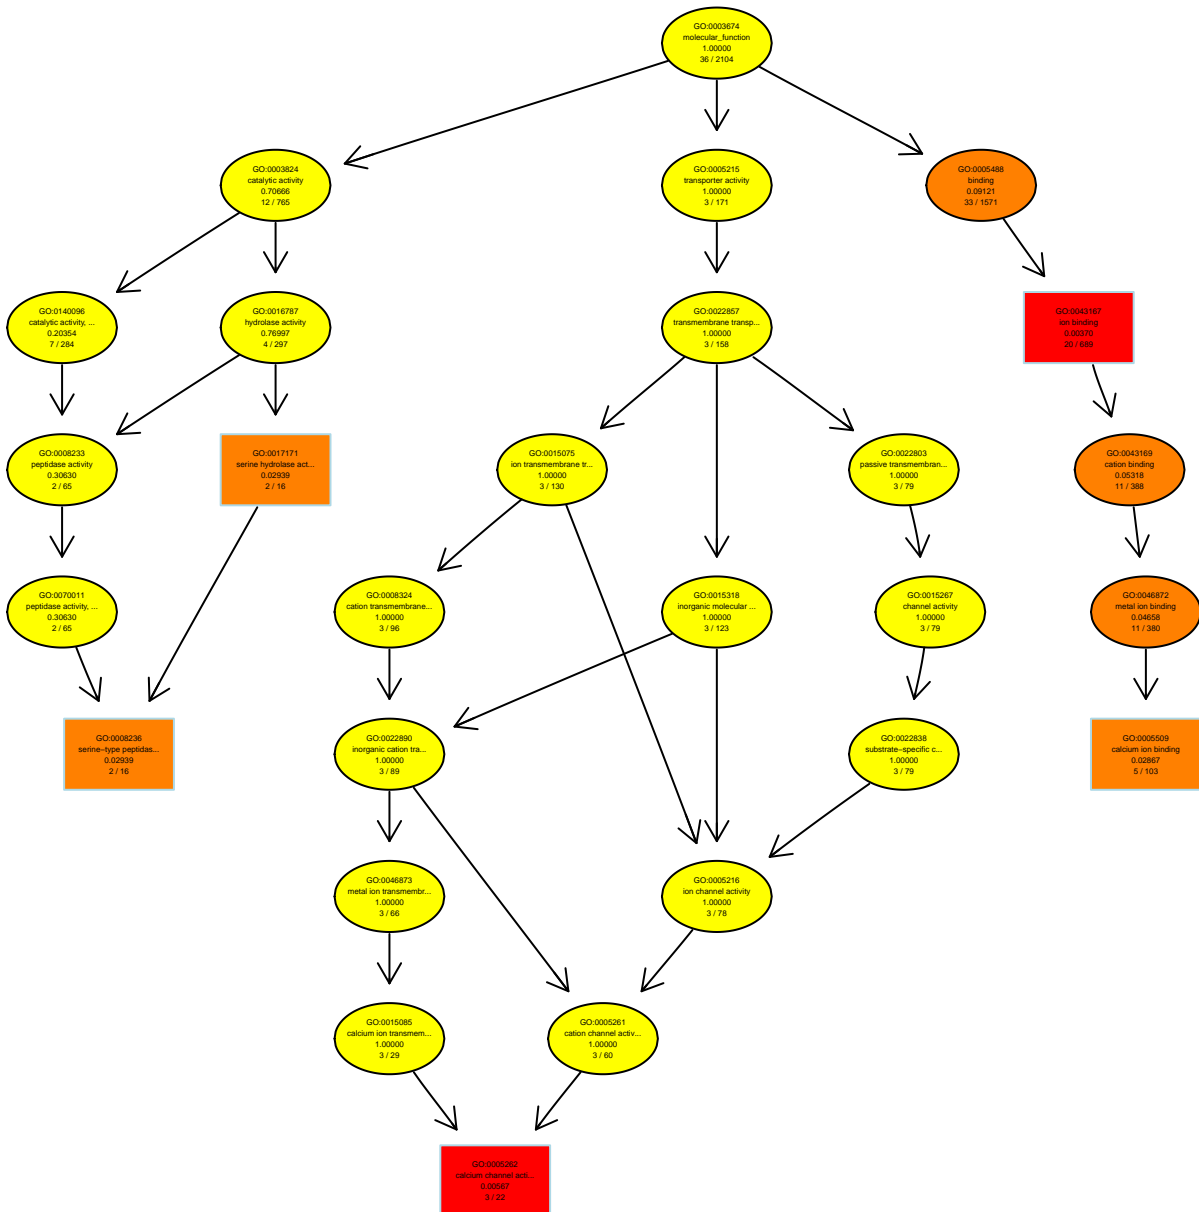 GO:0003674
molecular_function
1.00000
36 / 2104
GO:0003824
catalytic activity
0.70666
12 / 765
GO:0005215
transporter activity
1.00000
3 / 171
GO:0005488
binding
0.09121
33 / 1571
GO:0140096
catalytic activity, ...
0.20354
7 / 284
GO:0016787
hydrolase activity
0.76997
4 / 297
GO:0022857
transmembrane transp...
1.00000
3 / 158
GO:0043167
ion binding
0.00370
20 / 669
GO:0008233
peptidase activity
0.30630
2 / 65
GO:0017171
serine hydrolase act...
0.02939
2 / 16
GO:0015075
ion transmembrane tr...
1.00000
3 / 130
GO:0022803
passive transmembran...
1.00000
3 / 79
GO:0043169
cation binding
0.05318
11 / 388
GO:0070011
peptidase activity, ...
0.30630
2 / 65
GO:0008324
cation transmembrane...
1.00000
3 / 96
GO:0015318
inorganic molecular ...
1.00000
3 / 123
GO:0015267
channel activity
1.00000
3 / 79
GO:0046872
metal ion binding
0.04658
11 / 380
GO:0008236
serine−type peptidas...
0.02939
2 / 16
GO:0022890
inorganic cation tra...
1.00000
3 / 89
GO:0022838
substrate−specific c...
1.00000
3 / 79
GO:0005509
calcium ion binding
0.02867
5 / 103
GO:0046873
metal ion transmembr...
1.00000
3 / 66
GO:0005216
ion channel activity
1.00000
3 / 78
GO:0015085
calcium ion transmem...
1.00000
3 / 29
GO:0005261
cation channel activ...
1.00000
3 / 60
GO:0005262
calcium channel acti...
0.00567
3 / 22